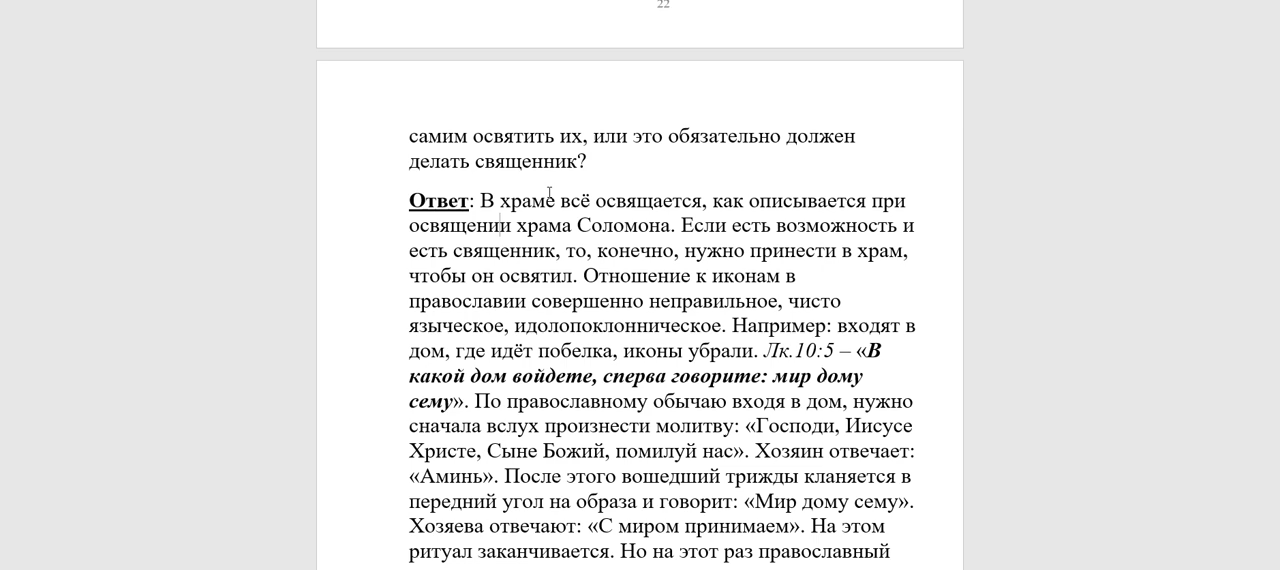 22
самим освятить их, или это обязательно должен
делать священник?
Ответ: В храме всё освящается, как описывается при
освящении храма Соломона. Если есть возможность и
есть священник, то, конечно, нужно принести в храм,
чтобы он освятил. Отношение к иконам в
православии совершенно неправильное, чисто
языческое, идолопоклонническое. Например: входят в
дом, где идёт побелка, иконы убрали. Лк.10:5 – «В
какой дом войдете, сперва говорите: мир дому
сему». По православному обычаю входя в дом, нужно
сначала вслух произнести молитву: «Господи, Иисусе
Христе, Сыне Божий, помилуй нас». Хозяин отвечает:
«Аминь». После этого вошедший трижды кланяется в
передний угол на образа и говорит: «Мир дому сему».
Хозяева отвечают: «С миром принимаем». На этом
ритуал заканчивается. Но на этот раз православный